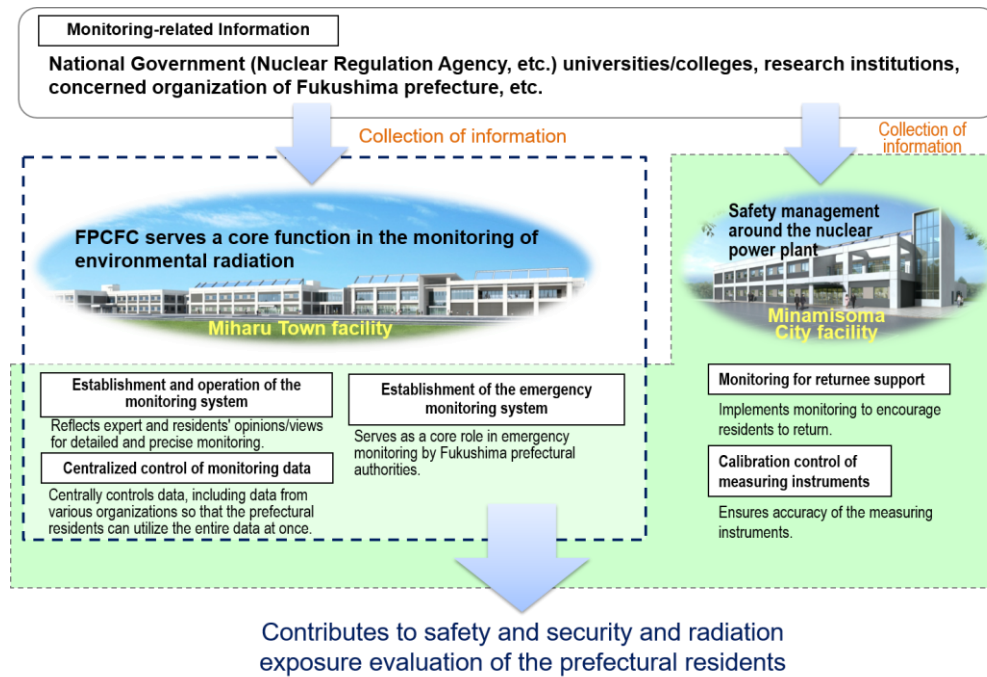 Monitoring-related Information
National Government (Nuclear Regulation Agency, etc.) universities/colleges, research institutions,
concerned organization of Fukushima prefecture, etc.
Collection of information
Collection of
information
FPCFC serves a core function in the monitoring of
environmental radiation
Miharu Town facility
Safety management
around the nuclear
power plant
Minamisoma
City facility
Establishment and operation of the
monitoring system
Reflects expert and residents' opinions/views
for detailed and precise monitoring.
Centralized control of monitoring data
Centrally controls data, including data from
various organizations so that the prefectural
residents can utilize the entire data at once.
Establishment of the emergency
monitoring system
Serves as a core role in emergency
monitoring by Fukushima prefectural
authorities.
Monitoring for returnee support
Implements monitoring to encourage
residents to return.
Calibration control of
measuring instruments
Ensures accuracy of the measuring
instruments.
Contributes to safety and security and radiation
exposure evaluation of the prefectural residents